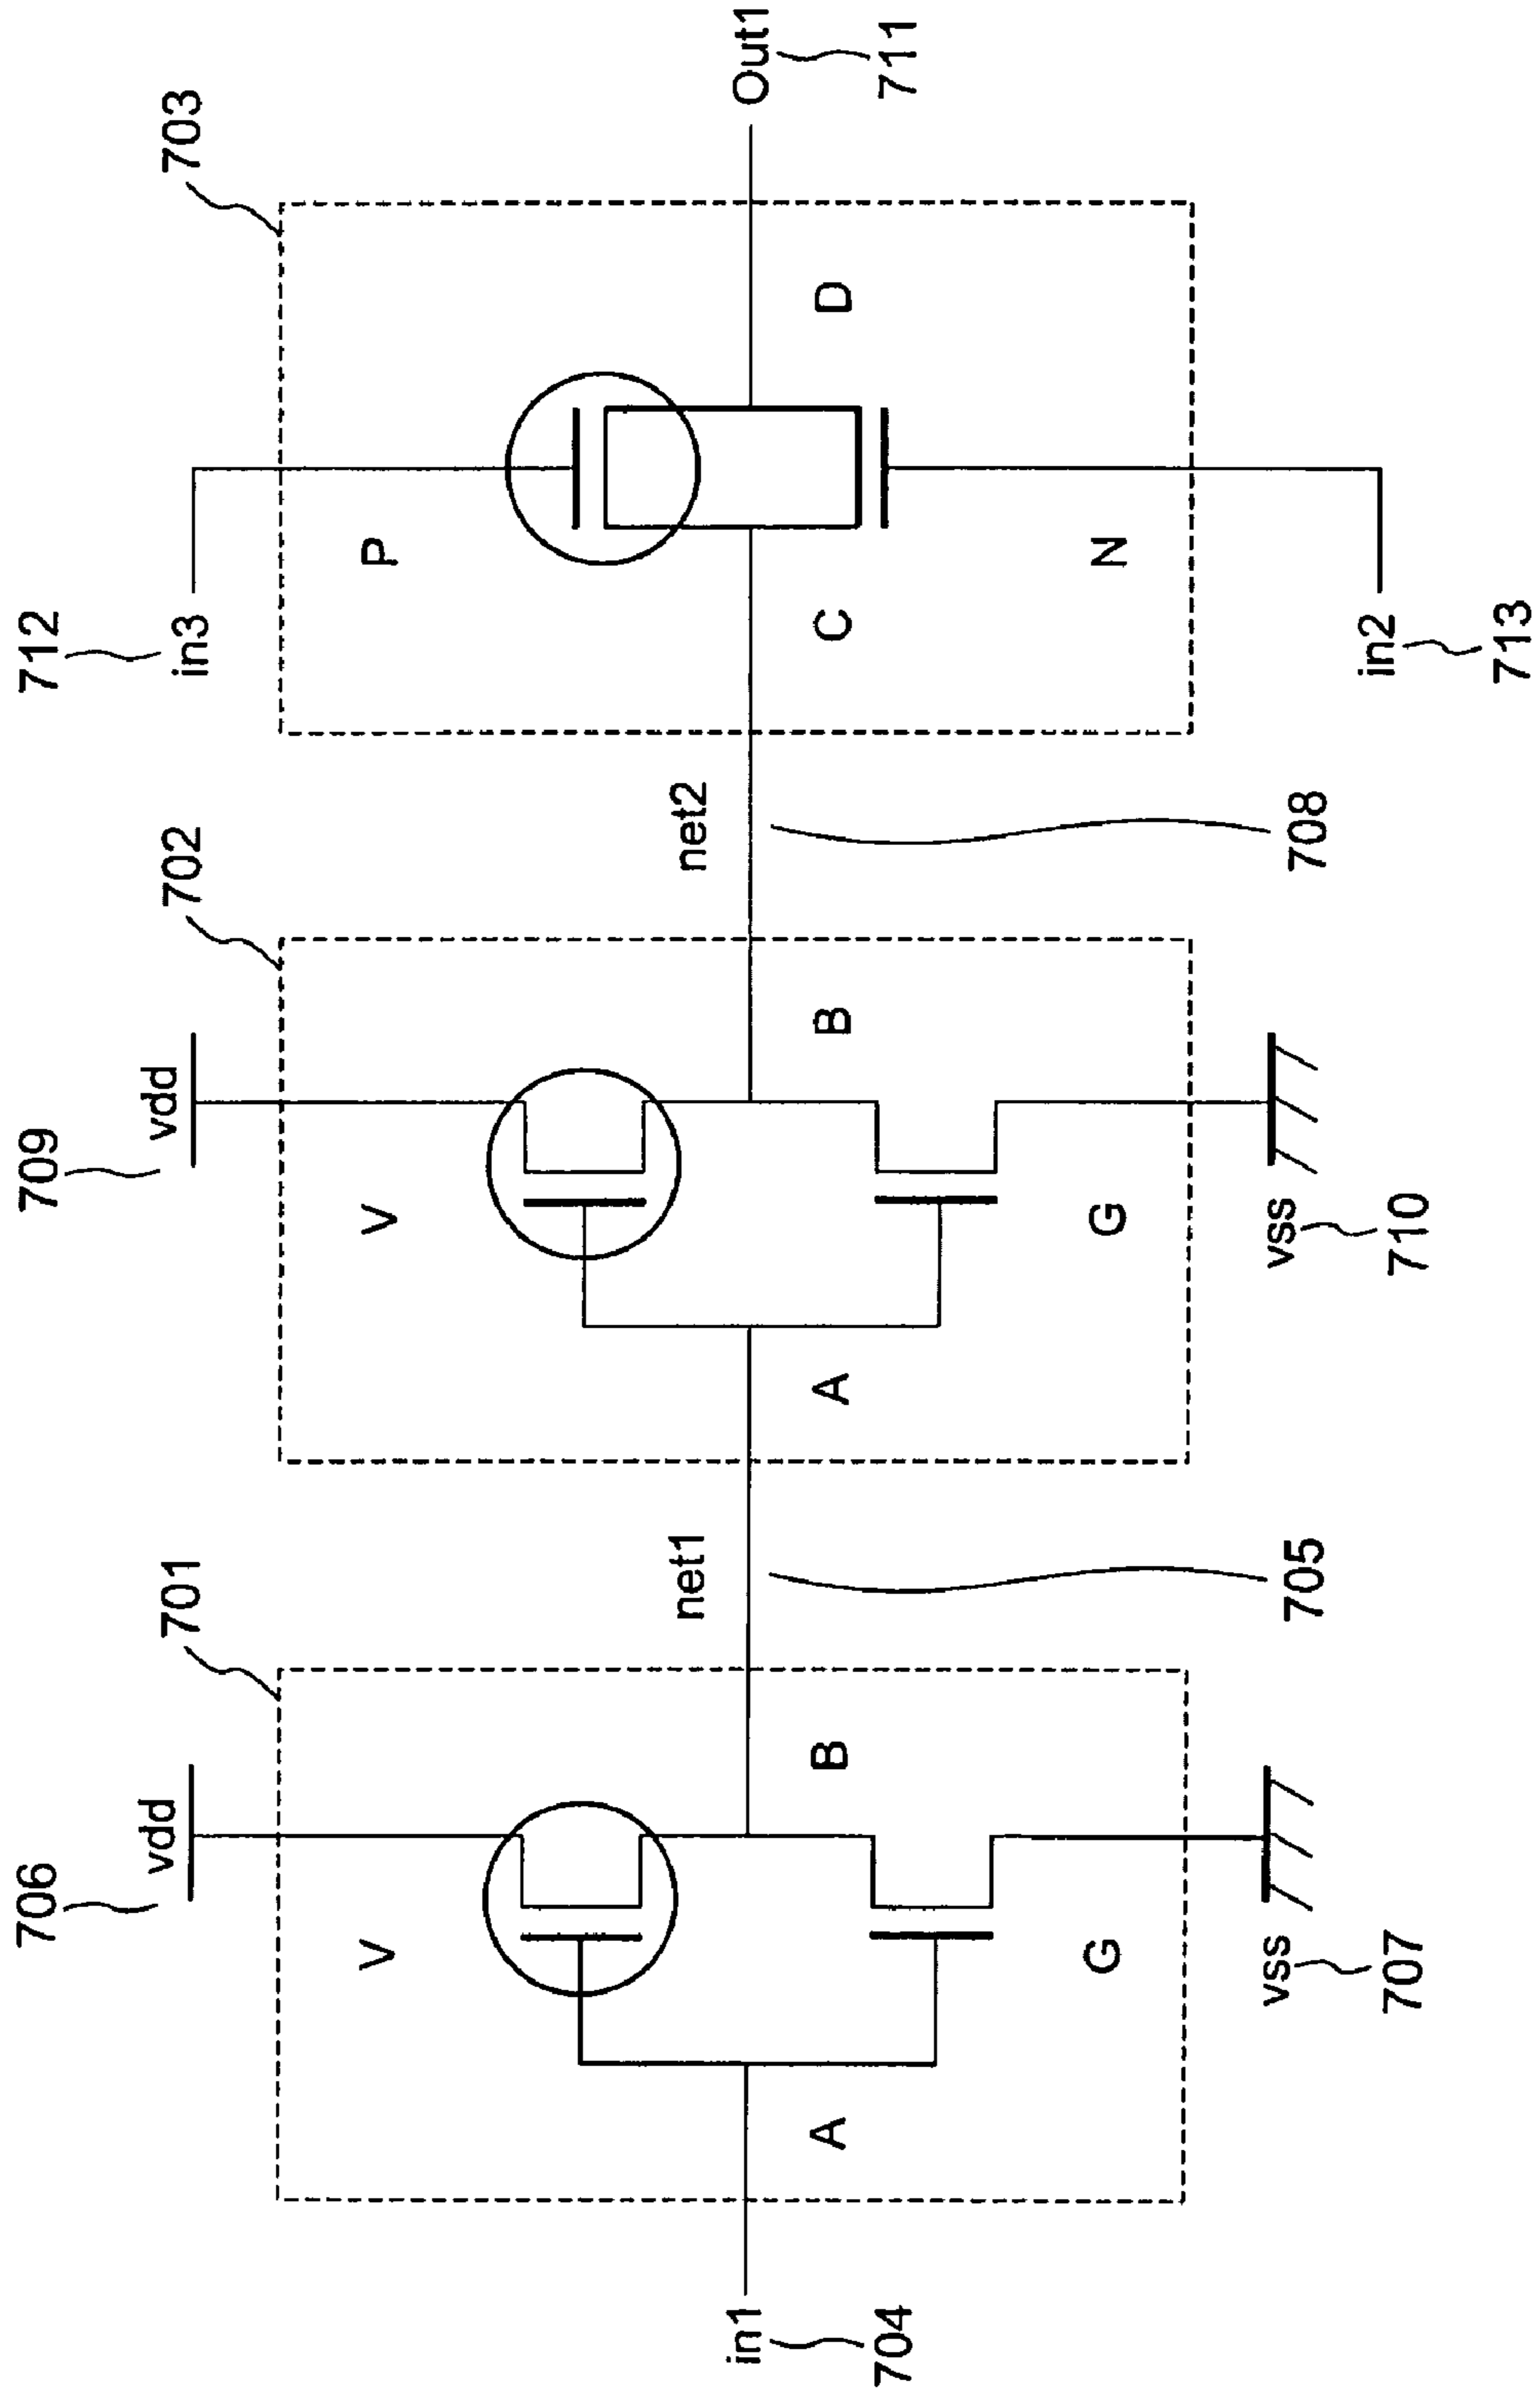 706
vdd
701
709
vdd
702
712
in3
703
V
V
P
net1
net2
in1
704
A
B
A
B
C
D
Out1
711
G
G
N
vss
707
705
vss
710
708
in2
713